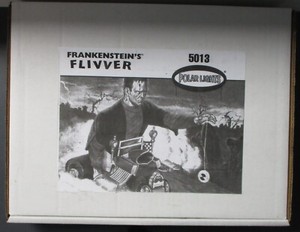 FRANKENSTEIN'S
FLIVVER
5013
POLAR LIGHTS